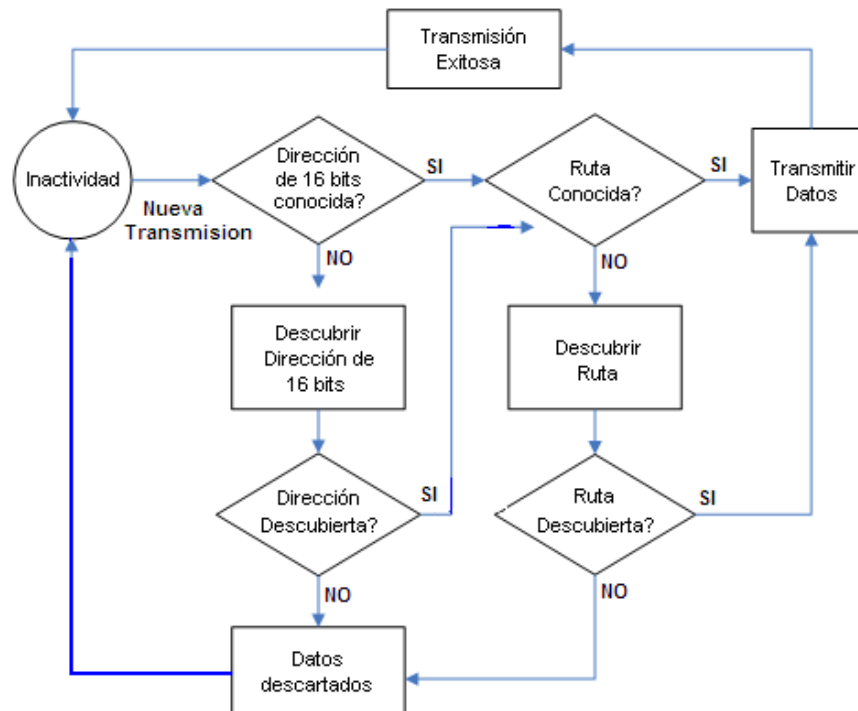 Transmisión
Exitosa
Inactividad
Nueva
Transmision
Dirección
de 16 bits
conocida?
SI
Ruta
Conocida?
SI
Transmitir
Datos
NO
NO
Descubrir
Dirección de
16 bits
Descubrir
Ruta
Dirección
Descubierta?
SI
Ruta
Descubierta?
SI
NO
NO
Datos
descartados